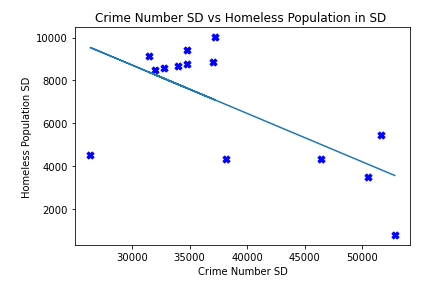 Crime Number SD vs Homeless Population in SD
Homeless Population SD
10000
8000
6000
4000
2000
30000 35000 40000 45000 50000
Crime Number SD